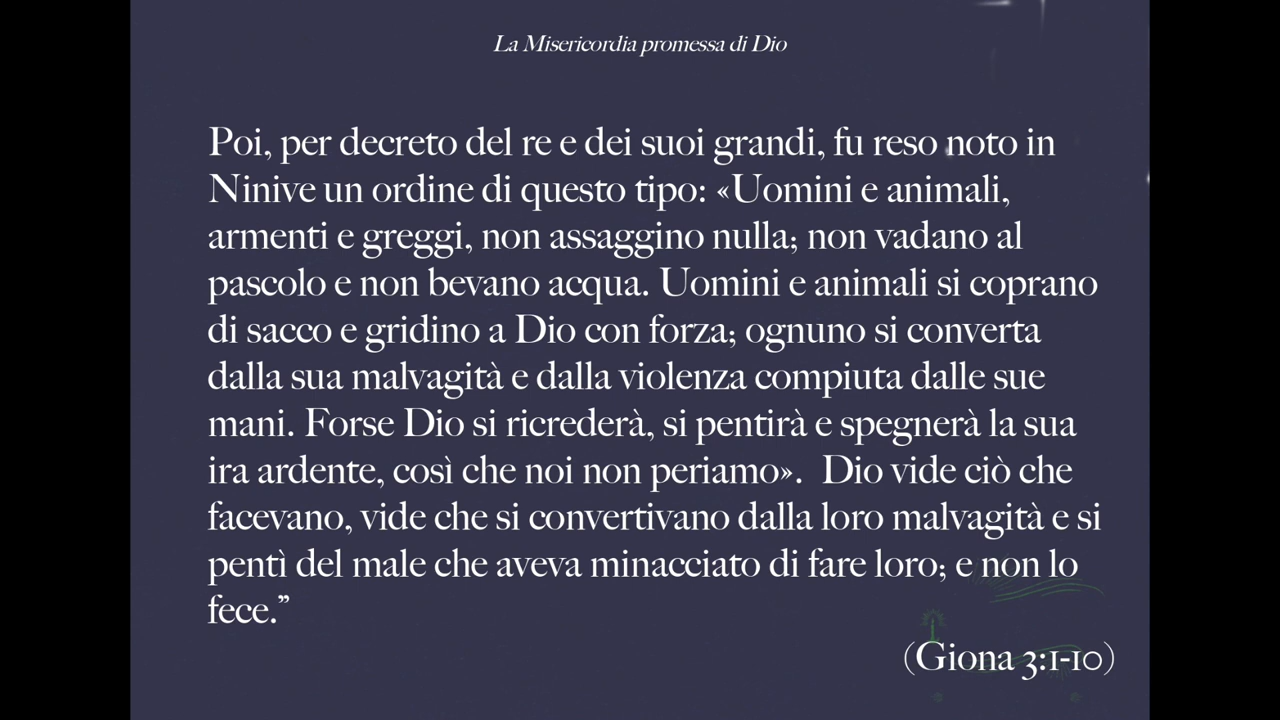 La Misericordia promessa di Dio
Poi, per decreto del re e dei suoi grandi, fu reso noto in
Ninive un ordine di questo tipo: «Uomini e animali,
armenti e greggi, non assaggino nulla; non vadano al
pascolo e non bevano acqua. Uomini e animali si coprano
di sacco e gridino a Dio con forza; ognuno si converta
dalla sua malvagità e dalla violenza compiuta dalle sue
mani. Forse Dio si ricrederà, si pentirà e spegnerà la sua
ira ardente, così che noi non periamo».  Dio vide ciò che
facevano, vide che si convertivano dalla loro malvagità e si
pentì del male che aveva minacciato di fare loro; e non lo
fece.”
(Giona 3:1-10)